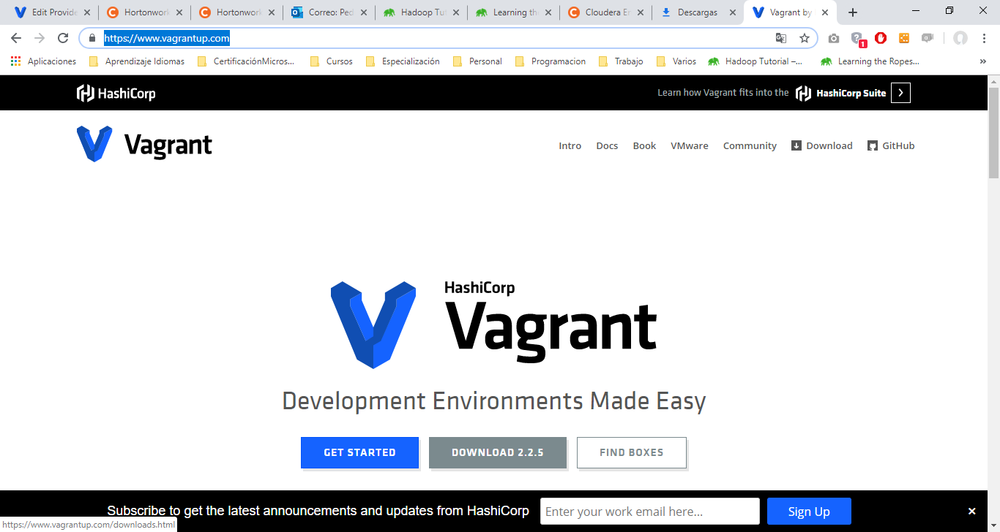 Edit Provide
Hortonwork
Hortonwork
Correo: Ped
Hadoop Tut
Learning the
Cloudera En
Descargas
Vagrant by
https://www.vagrantup.com
1
Aplicaciones
Aprendizaje Idiomas
CertificaciónMicros...
Cursos
Especialización
Personal
Programacion
Trabajo
Varios
Hadoop Tutorial –...
Learning the Ropes...
»
HashiCorp
Learn how Vagrant fits into the
HashiCorp Suite
Vagrant
Intro
Docs
Book
VMware
Community
Download
GitHub
HashiCorp
Vagrant
Development Environments Made Easy
GET STARTED
DOWNLOAD 2.2.5
FIND BOXES
Subscribe to get the latest announcements and updates from HashiCorp
Enter your work email here...
Sign Up
https://www.vagrantup.com/downloads.html